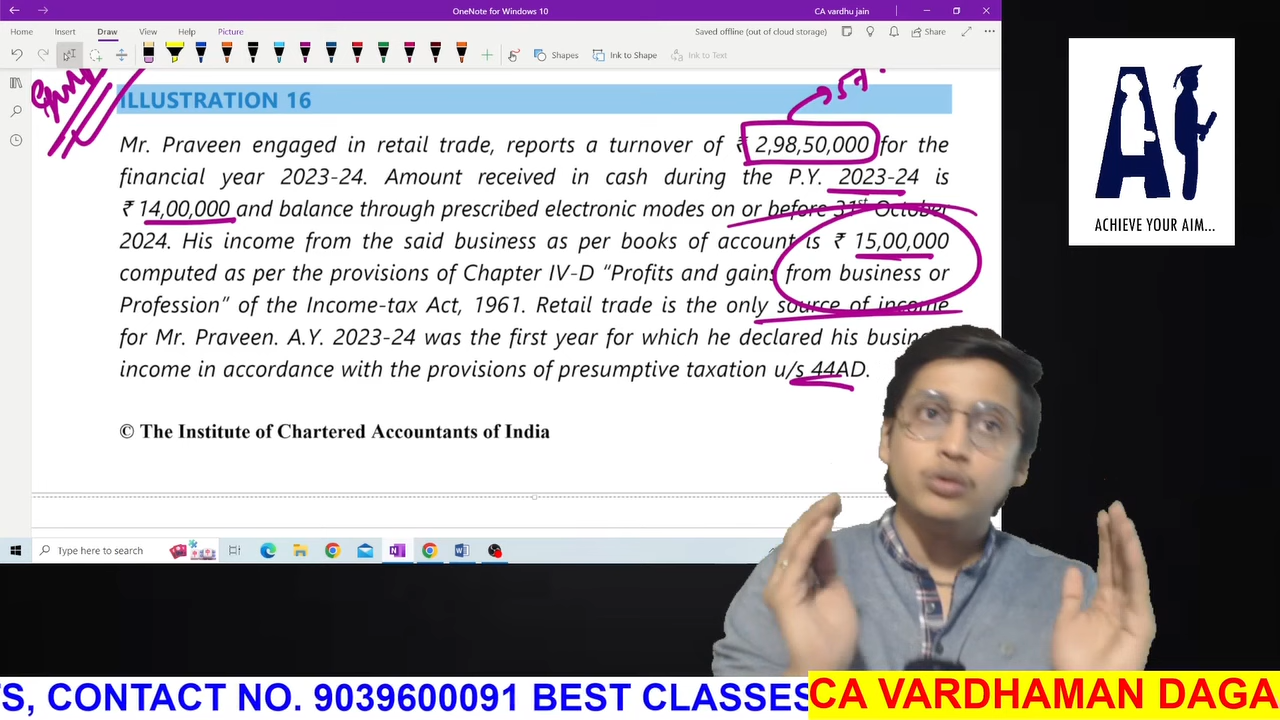 OneNote for Windows 10
CA vardhu jain
Home Insert Draw View Help Picture
Saved offline (out of cloud storage)
Share
Shapes
Ink to Shape
Ink to Text
ILLUSTRATION 16
Mr. Praveen engaged in retail trade, reports a turnover of ₹ 2,98,50,000 for the
financial year 2023-24. Amount received in cash during the P.Y. 2023-24 is
₹ 14,00,000 and balance through prescribed electronic modes on or before 31st October
2024. His income from the said business as per books of account is ₹ 15,00,000
computed as per the provisions of Chapter IV-D “Profits and gains from business or
Profession” of the Income-tax Act, 1961. Retail trade is the only source of income
for Mr. Praveen. A.Y. 2023-24 was the first year for which he declared his
income in accordance with the provisions of presumptive taxation u/s 44AD.
© The Institute of Chartered Accountants of India
Type here to search
AI
ACHIEVE YOUR AIM...
S, CONTACT NO. 9039600091 BEST CLASSES
CA VARDHAMAN DAGA